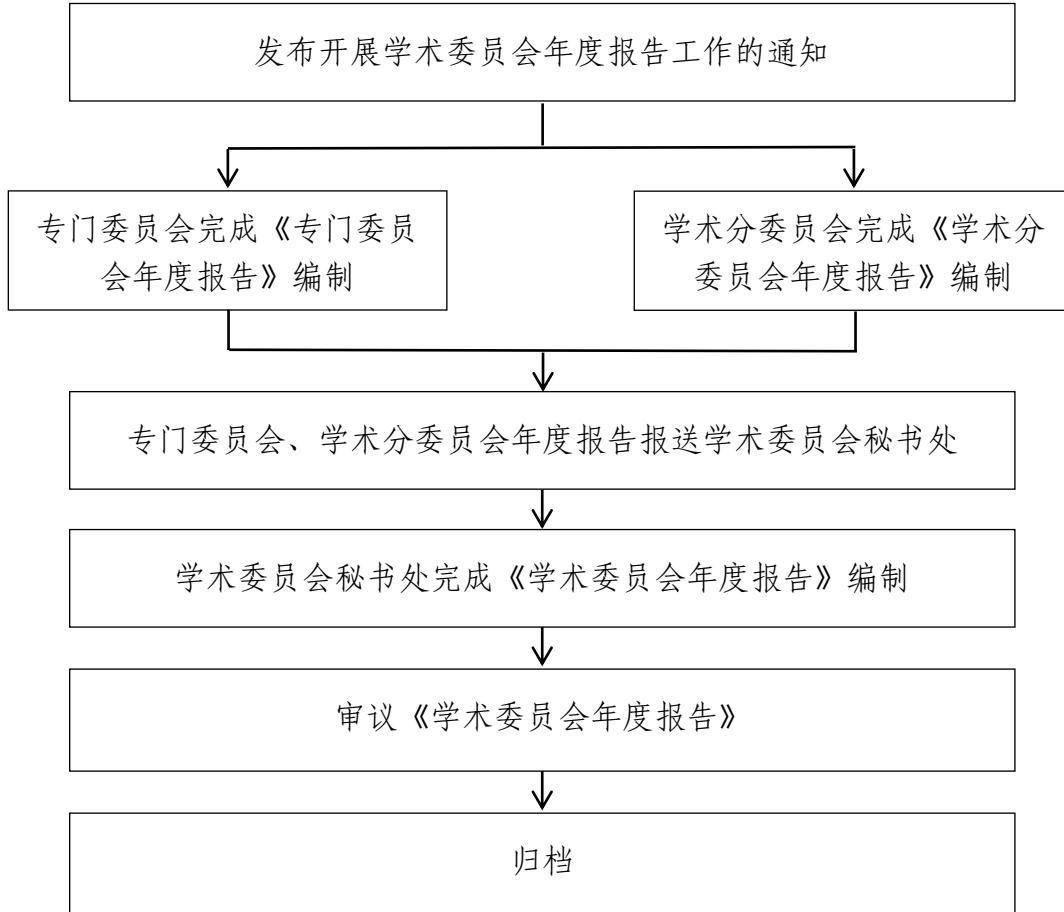 发布开展学术委员会年度报告工作的通知
专门委员会完成《专门委员
会年度报告》编制
学术分委员会完成《学术分
委员会年度报告》编制
专门委员会、学术分委员会年度报告报送学术委员会秘书处
学术委员会秘书处完成《学术委员会年度报告》编制
审议《学术委员会年度报告》
归档